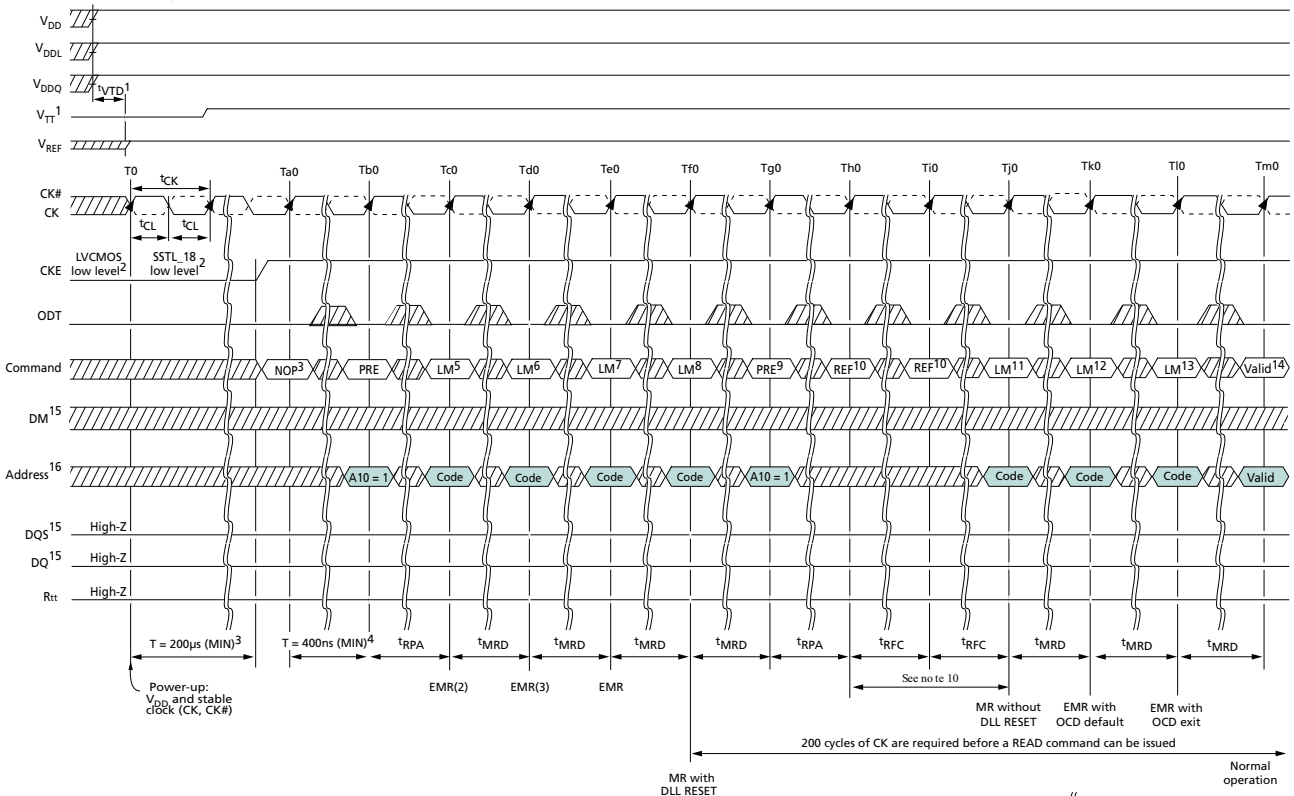 VDD
VDDL
VDDQ
tVTD1
VTT1
VREF
T0 Ta0 Tb0 Tc0 Td0 Te0 Tf0 Tg0 Th0 Ti0 Tj0 Tk0 Tl0 Tm0
tCK
CK#
CK
tCL tCL
LVCMOS
low level2
SSTL_18
low level2
CKE
ODT
Command NOP3 PRE LM5 LM6 LM7 LM8 PRE9 REF10 REF10 LM11 LM12 LM13 Valid14
DM15
Address16 A10 = 1 Code Code Code Code A10 = 1 Code Code Code Valid
DQS15 High-Z
DQ15 High-Z
Rtt High-Z
T = 200µs (MIN)3 T = 400ns (MIN)4 tRPA tMRD tMRD tMRD tMRD tRPA tRFC tRFC tMRD tMRD tMRD
Power-up:
VDD and stable
clock (CK, CK#)
EMR(2) EMR(3) EMR
See note 10
MR without
DLL RESET
EMR with
OCD default
EMR with
OCD exit
200 cycles of CK are required before a READ command can be issued
MR with
DLL RESET
Normal
operation